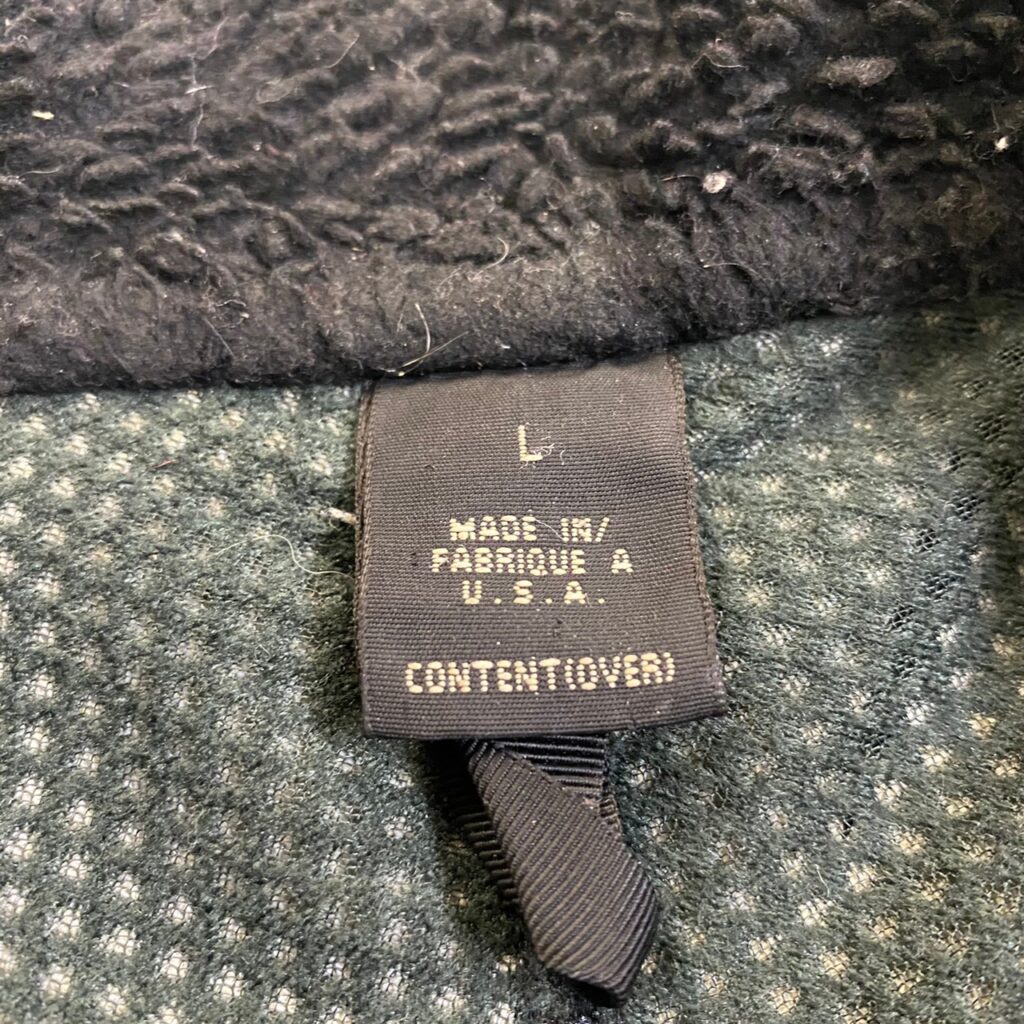 L
MADE IN/
FABRIQUE A
U.S.A.
CONTENT(OVER)